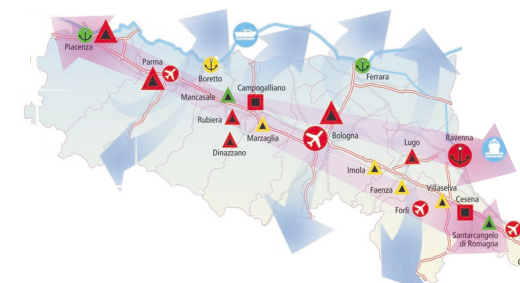 Piacenza
Parma
Boretto
Ferrara
Mancasale
Campogalliano
Rubiera
Marzaglia
Bologna
Dinazzano
Lugo
Ravenna
Imola
Faenza
Villaselva
Cesena
Forlì
Santarcangelo
di Romagna